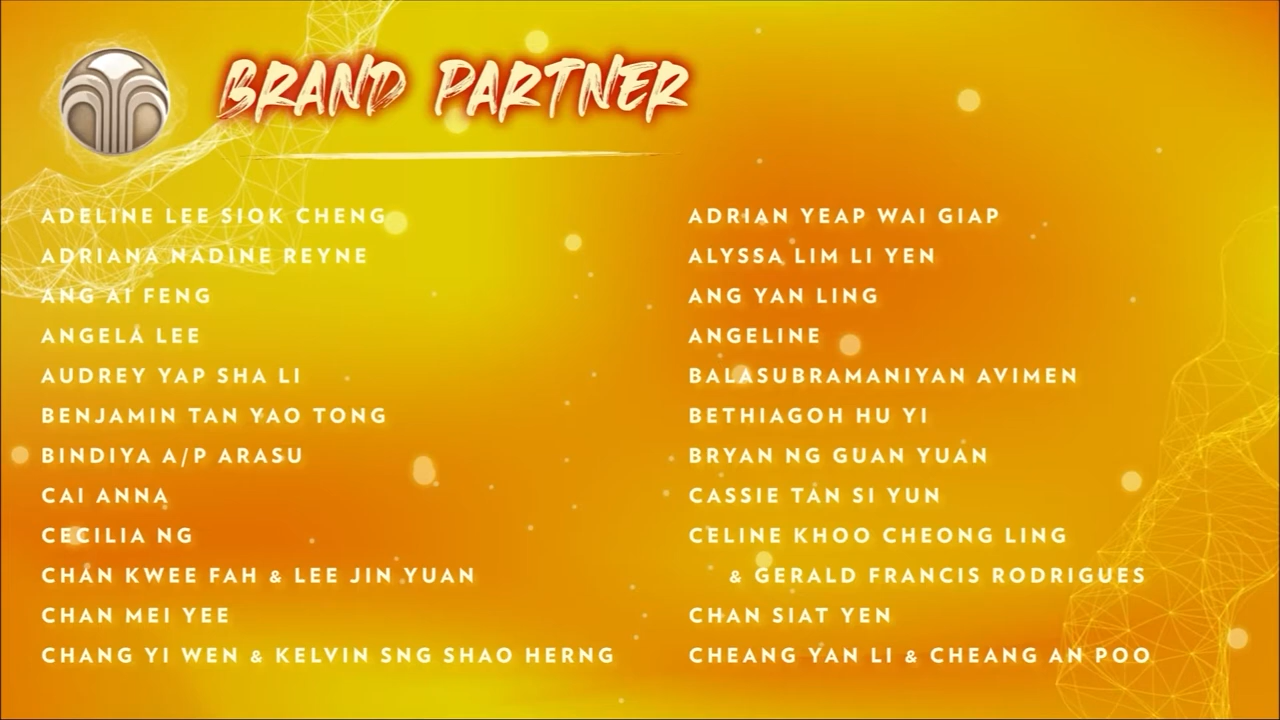 BRAND PARTNER
ADELINE LEE SIOK CHENG
ADRIANA NADINE REYNE
ANG AI FENG
ANGELA LEE
AUDREY YAP SHA LI
BENJAMIN TAN YAO TONG
BINDIYA A/P ARASU
CAI ANNA
CECILIA NG
CHAN KWEE FAH & LEE JIN YUAN
CHAN MEI YEE
CHANG YI WEN & KELVIN SNG SHAO HERNG
ADRIAN YEAP WAI GIAP
ALYSSA LIM LI YEN
ANG YAN LING
ANGELINE
BALASUBRAMANIYAN AVIMEN
BETHIAGOH HU YI
BRYAN NG GUAN YUAN
CASSIE TAN SI YUN
CELINE KHOO CHEONG LING
& GERALD FRANCIS RODRIGUES
CHAN SIAT YEN
CHEANG YAN LI & CHEANG AN POO